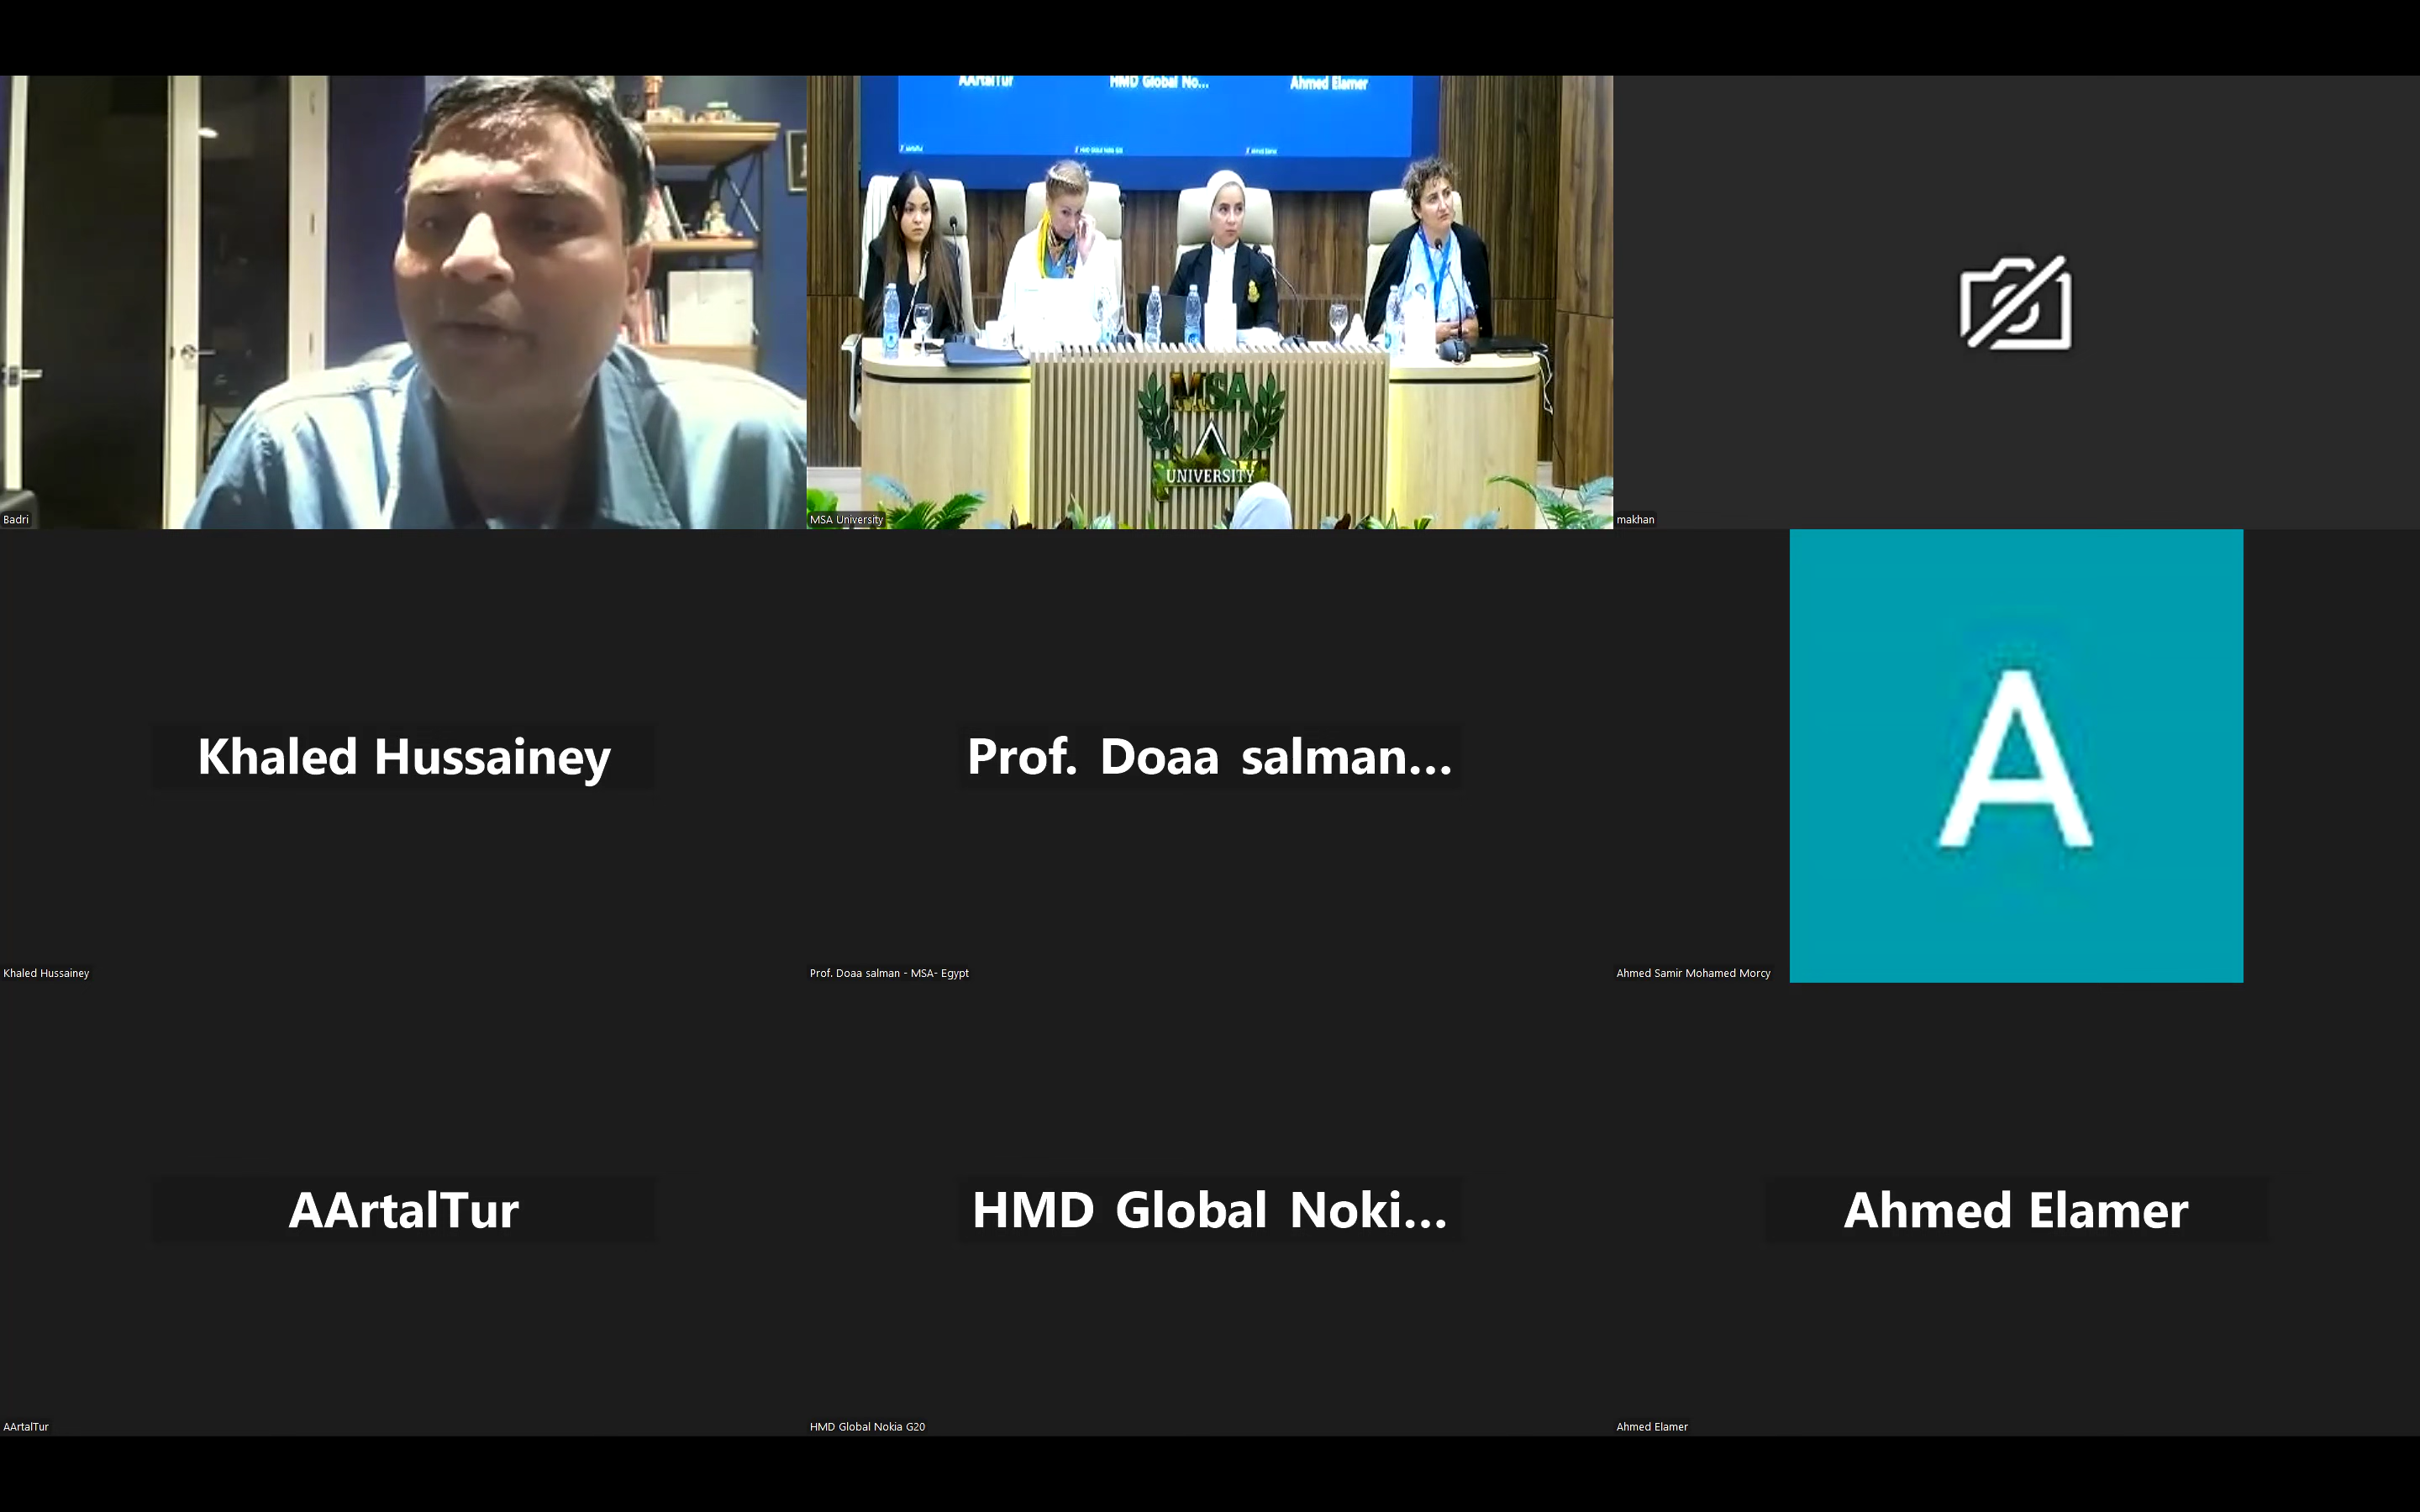 AArtalTur
HMD Global No...
Ahmed Elamer
MSA
UNIVERSITY
Badri
MSA University
makhan
Khaled Hussainey
Prof. Doaa salman...
A
Khaled Hussainey
Prof. Doaa salman - MSA- Egypt
Ahmed Samir Mohamed Morcy
AArtalTur
HMD Global Noki...
Ahmed Elamer
AArtalTur
HMD Global Nokia G20
Ahmed Elamer